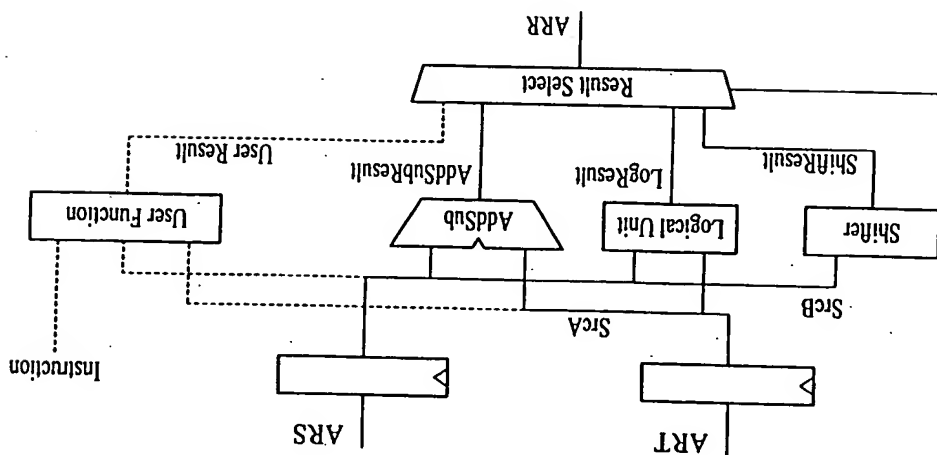 ART
ARS
Instruction
SrcA
SrcB
Shifter
Logical Unit
AddSub
User Function
ShiftResult
LogResult
AddSubResult
User Result
Result Select
ARR